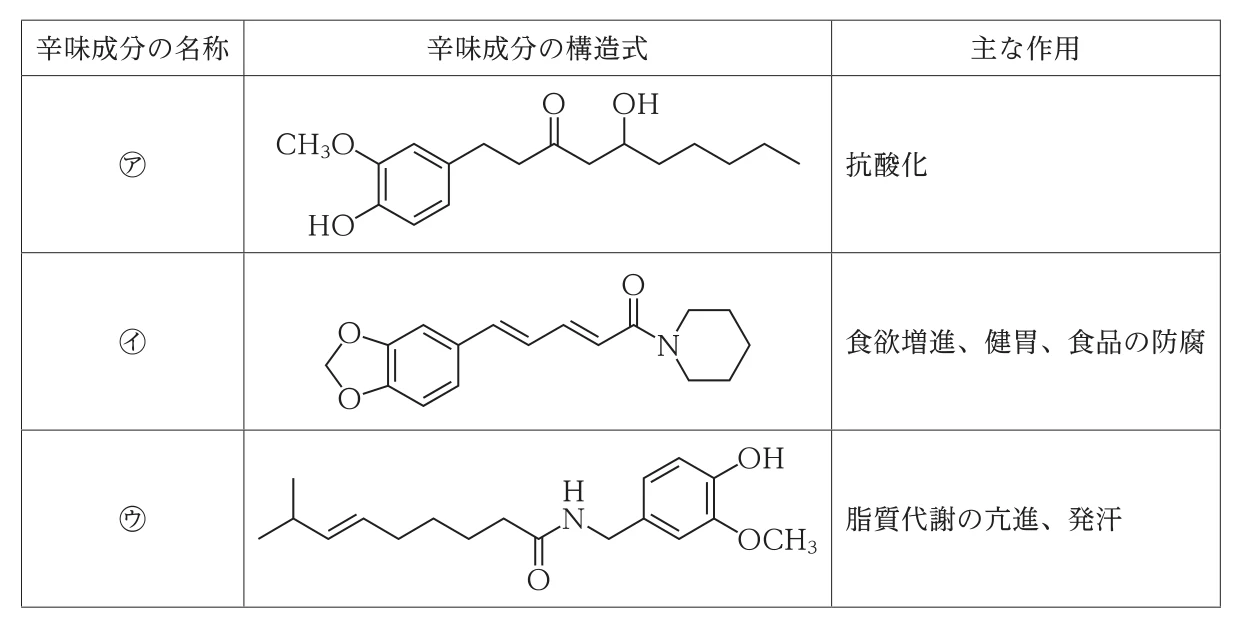 辛味成分の名称 辛味成分の構造式 主な作用
㋐ CH₃O HO O OH 抗酸化
㋑ O O O N 食欲増進、健胃、食品の防腐
㋒ H N O OH OCH₃ 脂質代謝の亢進、発汗